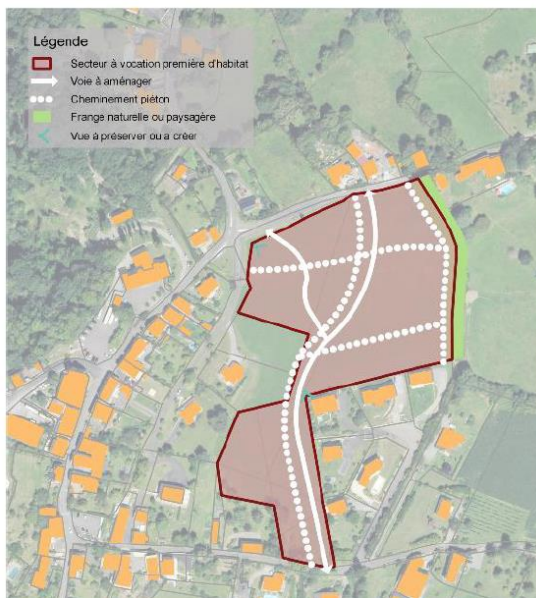 Légende
Secteur à vocation première d'habitat
Voie à aménager
Cheminement piéton
Frange naturelle ou paysagère
Vue à préserver ou a créer